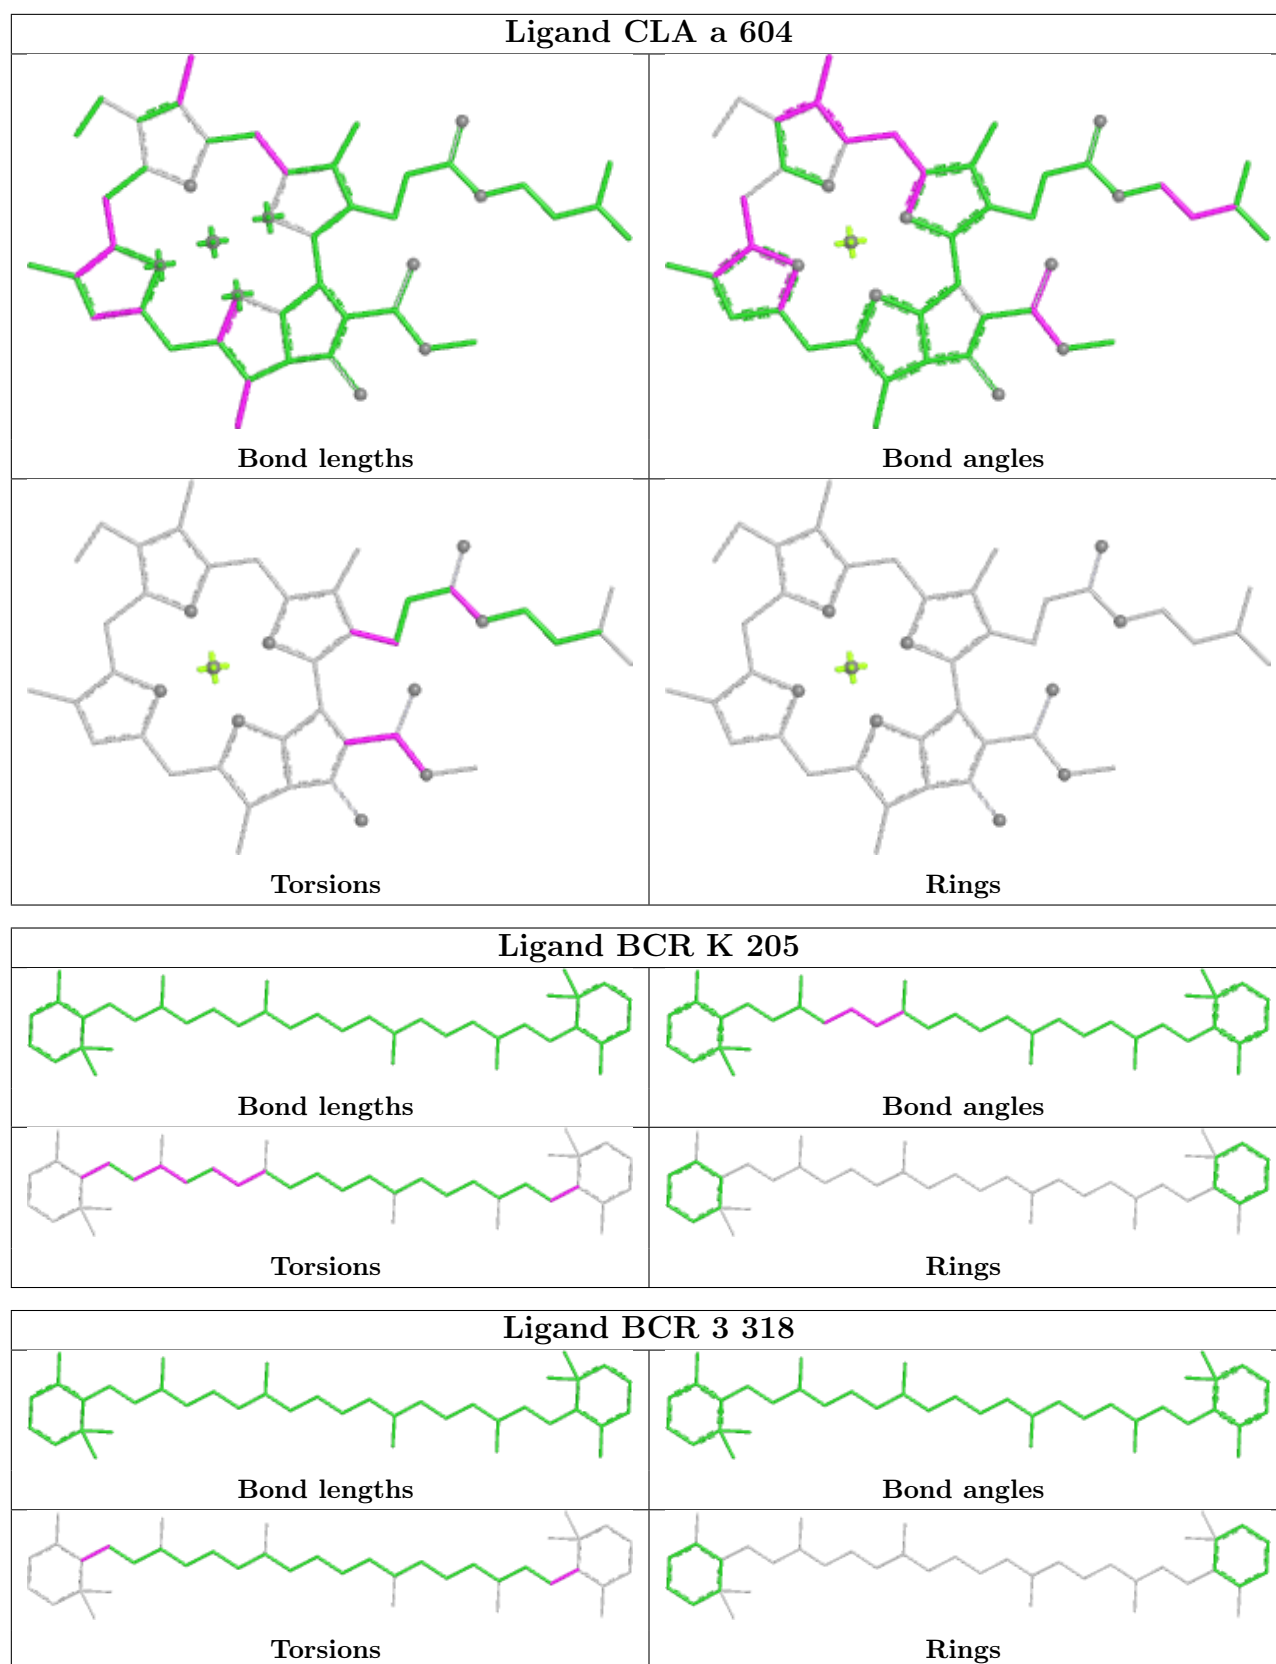 Ligand CLA a 604
Bond lengths
Bond angles
Torsions
Rings
Ligand BCR K 205
Bond lengths
Bond angles
Torsions
Rings
Ligand BCR 3 318
Bond lengths
Bond angles
Torsions
Rings